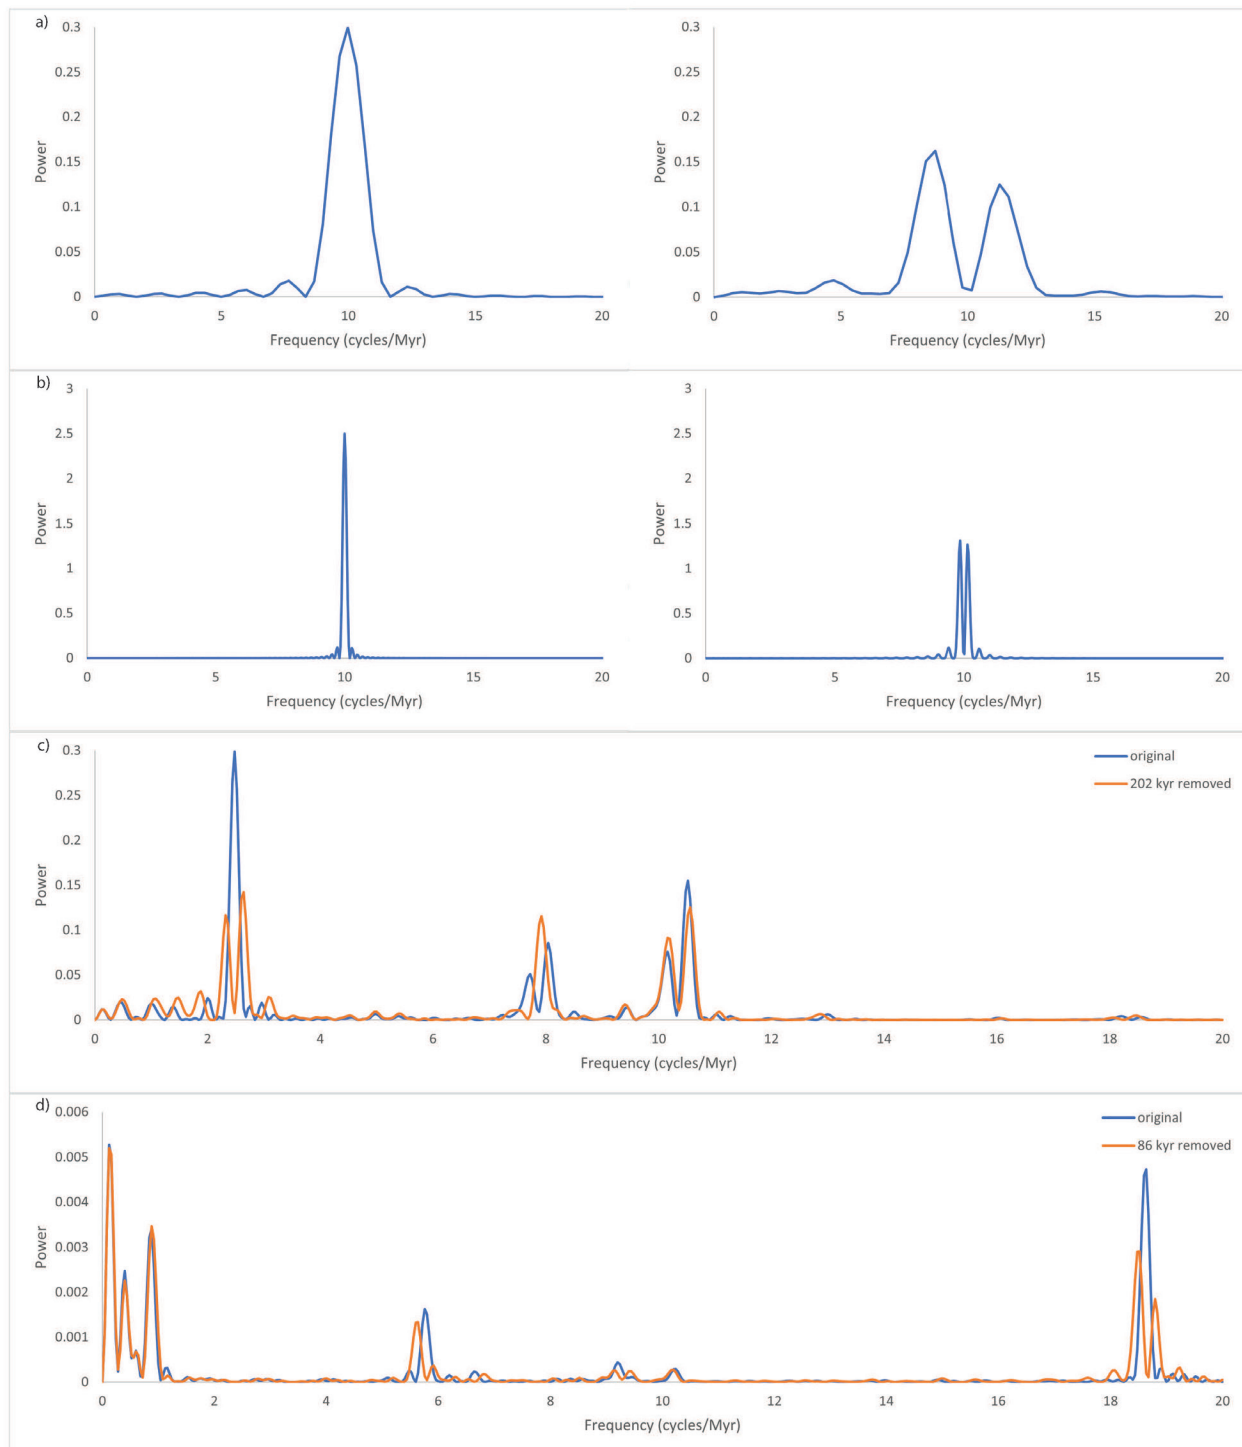 a)
0.3
0.25
0.2
0.15
0.1
0.05
0
Power
0 5 10 15 20
Frequency (cycles/Myr)
0.3
0.25
0.2
0.15
0.1
0.05
0
Power
0 5 10 15 20
Frequency (cycles/Myr)
b)
3
2.5
2
1.5
1
0.5
0
Power
0 5 10 15 20
Frequency (cycles/Myr)
3
2.5
2
1.5
1
0.5
0
Power
0 5 10 15 20
Frequency (cycles/Myr)
c)
0.3
0.25
0.2
0.15
0.1
0.05
0
Power
original
202 kyr removed
0 2 4 6 8 10 12 14 16 18 20
Frequency (cycles/Myr)
d)
0.006
0.005
0.004
0.003
0.002
0.001
0
Power
original
86 kyr removed
0 2 4 6 8 10 12 14 16 18 20
Frequency (cycles/Myr)